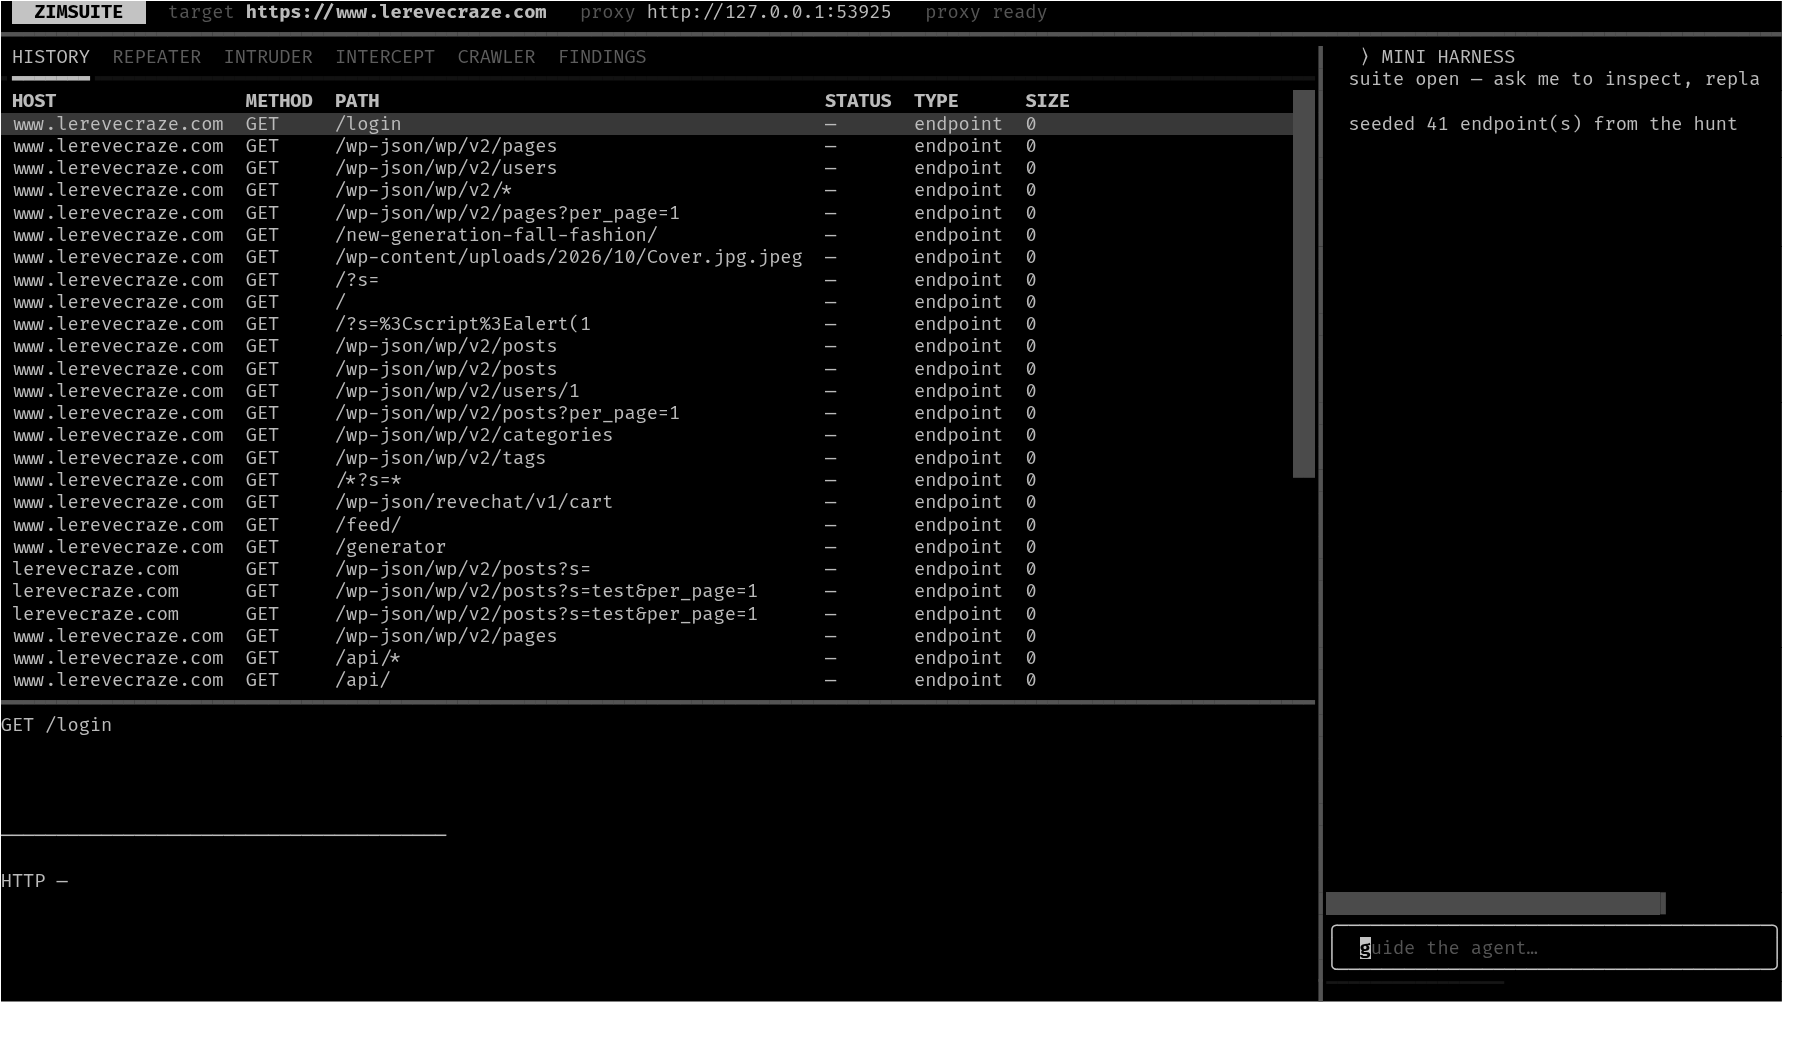 ZIMSUITE target https://www.lerevecraze.com proxy http://127.0.0.1:53925 proxy ready
HISTORY REPEATER INTRUDER INTERCEPT CRAWLER FINDINGS
HOST METHOD PATH STATUS TYPE SIZE
www.lerevecraze.com GET /login — endpoint 0
www.lerevecraze.com GET /wp-json/wp/v2/pages — endpoint 0
www.lerevecraze.com GET /wp-json/wp/v2/users — endpoint 0
www.lerevecraze.com GET /wp-json/wp/v2/* — endpoint 0
www.lerevecraze.com GET /wp-json/wp/v2/pages?per_page=1 — endpoint 0
www.lerevecraze.com GET /new-generation-fall-fashion/ — endpoint 0
www.lerevecraze.com GET /wp-content/uploads/2026/10/Cover.jpg.jpeg — endpoint 0
www.lerevecraze.com GET /?s= — endpoint 0
www.lerevecraze.com GET / — endpoint 0
www.lerevecraze.com GET /?s=%3Cscript%3Ealert(1 — endpoint 0
www.lerevecraze.com GET /wp-json/wp/v2/posts — endpoint 0
www.lerevecraze.com GET /wp-json/wp/v2/posts — endpoint 0
www.lerevecraze.com GET /wp-json/wp/v2/users/1 — endpoint 0
www.lerevecraze.com GET /wp-json/wp/v2/posts?per_page=1 — endpoint 0
www.lerevecraze.com GET /wp-json/wp/v2/categories — endpoint 0
www.lerevecraze.com GET /wp-json/wp/v2/tags — endpoint 0
www.lerevecraze.com GET /*?s=* — endpoint 0
www.lerevecraze.com GET /wp-json/revechat/v1/cart — endpoint 0
www.lerevecraze.com GET /feed/ — endpoint 0
www.lerevecraze.com GET /generator — endpoint 0
lerevecraze.com GET /wp-json/wp/v2/posts?s= — endpoint 0
lerevecraze.com GET /wp-json/wp/v2/posts?s=test&per_page=1 — endpoint 0
lerevecraze.com GET /wp-json/wp/v2/posts?s=test&per_page=1 — endpoint 0
www.lerevecraze.com GET /wp-json/wp/v2/pages — endpoint 0
www.lerevecraze.com GET /api/* — endpoint 0
www.lerevecraze.com GET /api/ — endpoint 0
GET /login
HTTP —
⟩ MINI HARNESS
suite open — ask me to inspect, repla
seeded 41 endpoint(s) from the hunt
guide the agent…